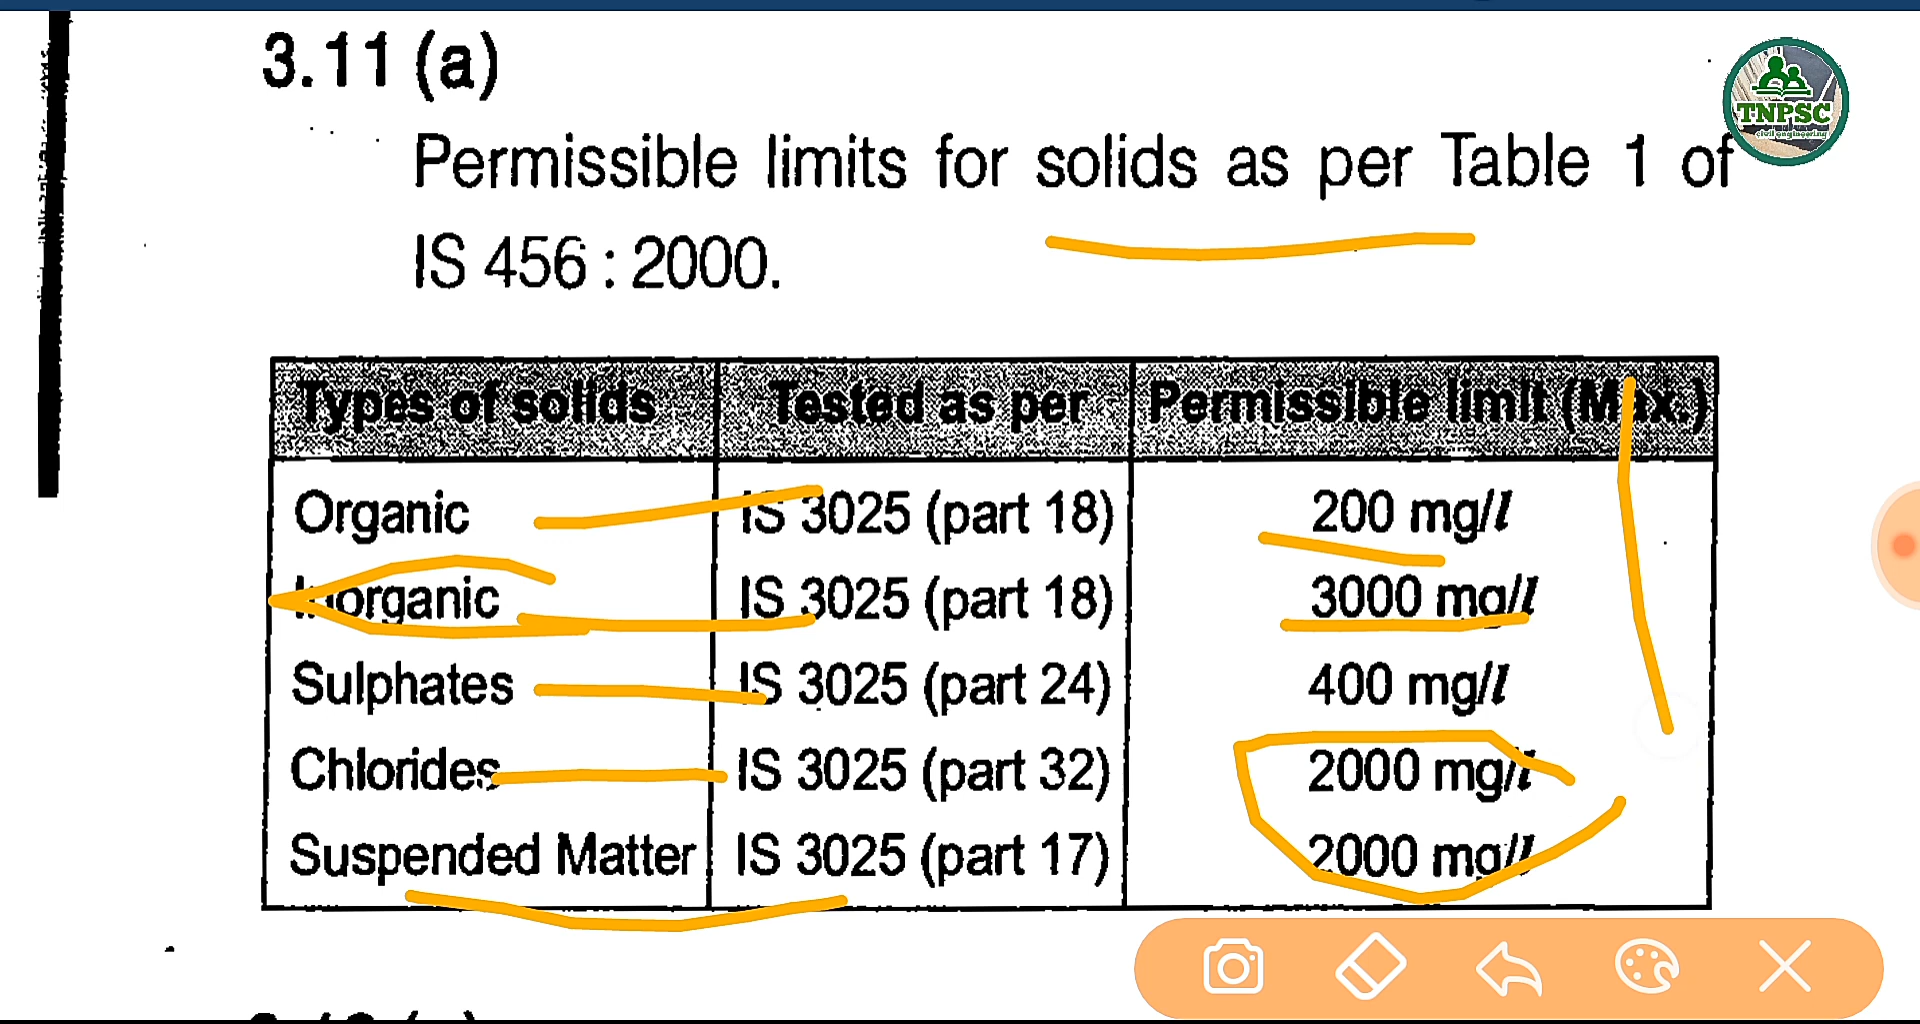 3.11 (a)
TNPSC
civil engineering
Permissible limits for solids as per Table 1 of
IS 456 : 2000.
Types of solids Tested as per Permissible limit (Max.)
Organic IS 3025 (part 18) 200 mg/l
Inorganic IS 3025 (part 18) 3000 mg/l
Sulphates IS 3025 (part 24) 400 mg/l
Chlorides IS 3025 (part 32) 2000 mg/l
Suspended Matter IS 3025 (part 17) 2000 mg/l